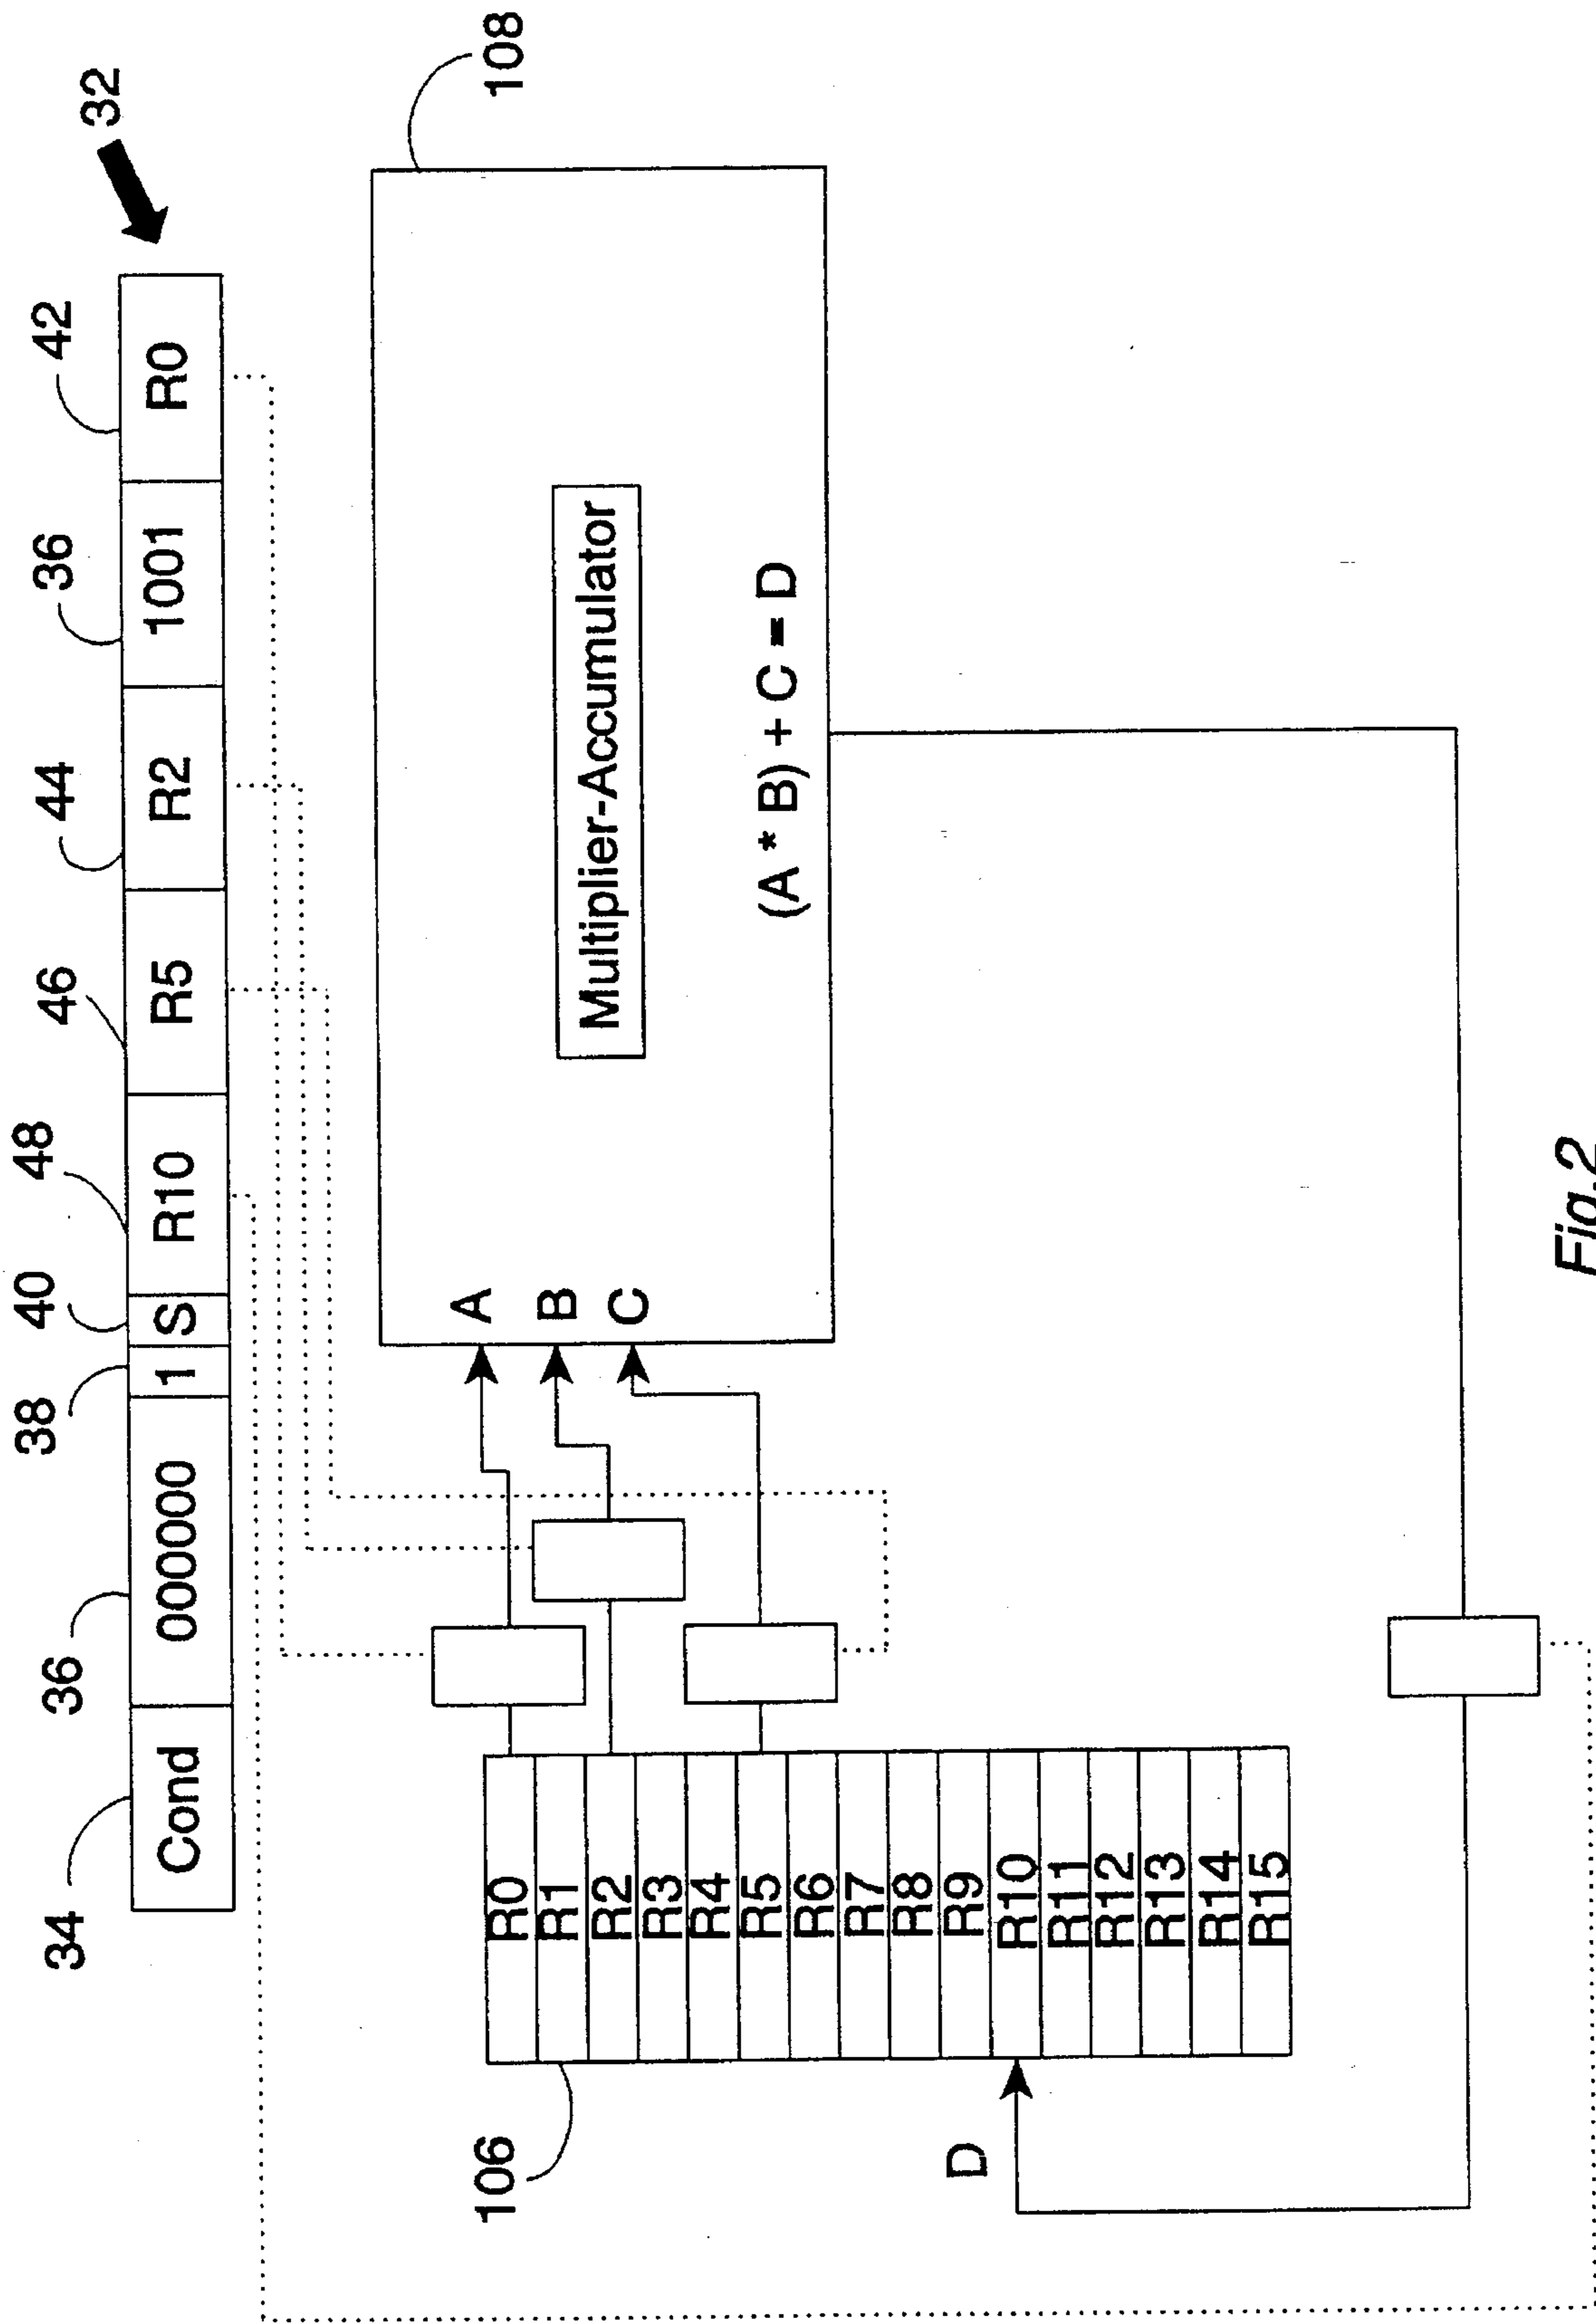 34 36 38 40 48 46 44 36 42 32
Cond 000000 1 S R10 R5 R2 1001 R0
108
A
B
C
Multiplier-Accumulator
(A * B) + C = D
106
R0
R1
R2
R3
R4
R5
R6
R7
R8
R9
R10
R11
R12
R13
R14
R15
D
Fig.2